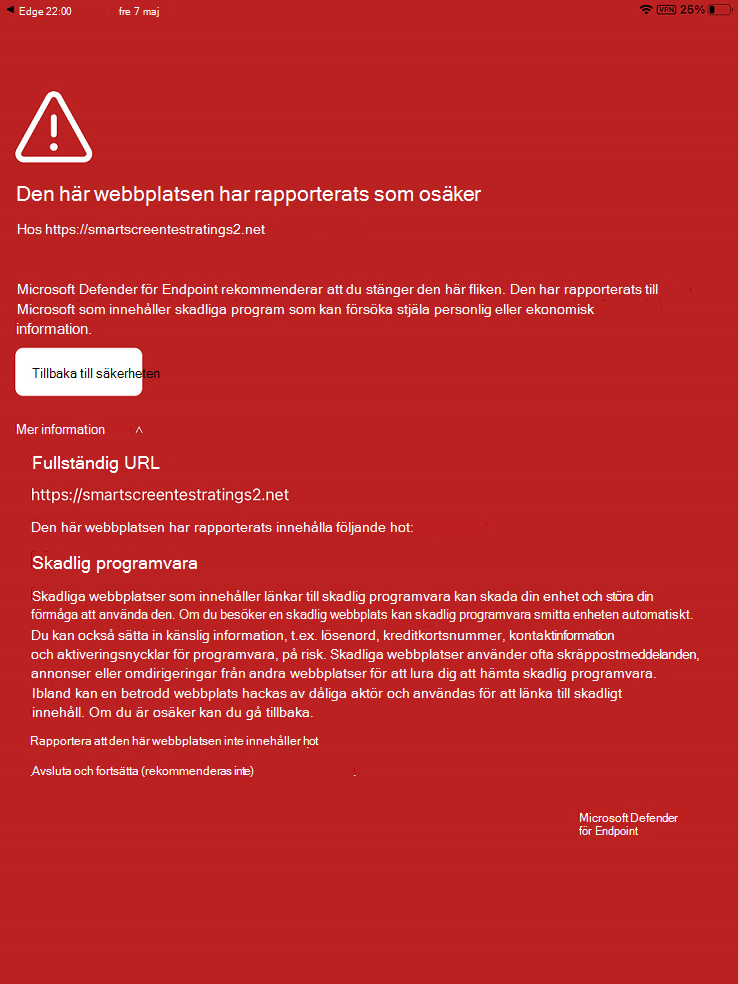 Edge 22:00 fre 7 maj VPN 25%
Den här webbplatsen har rapporterats som osäker
Hos https://smartscreentestratings2.net
Microsoft Defender för Endpoint rekommenderar att du stänger den här fliken. Den har rapporterats till
Microsoft som innehåller skadliga program som kan försöka stjäla personlig eller ekonomisk
information.
Tillbaka till säkerheten
Mer information
Fullständig URL
https://smartscreentestratings2.net
Den här webbplatsen har rapporterats innehålla följande hot:
Skadlig programvara
Skadliga webbplatser som innehåller länkar till skadlig programvara kan skada din enhet och störa din
förmåga att använda den. Om du besöker en skadlig webbplats kan skadlig programvara smitta enheten automatiskt.
Du kan också sätta in känslig information, t.ex. lösenord, kreditkortsnummer, kontaktinformation
och aktiveringsnycklar för programvara, på risk. Skadliga webbplatser använder ofta skräppostmeddelanden,
annonser eller omdirigeringar från andra webbplatser för att lura dig att hämta skadlig programvara.
Ibland kan en betrodd webbplats hackas av dåliga aktör och användas för att länka till skadligt
innehåll. Om du är osäker kan du gå tillbaka.
Rapportera att den här webbplatsen inte innehåller hot
Avsluta och fortsätta (rekommenderas inte)
Microsoft Defender
för Endpoint